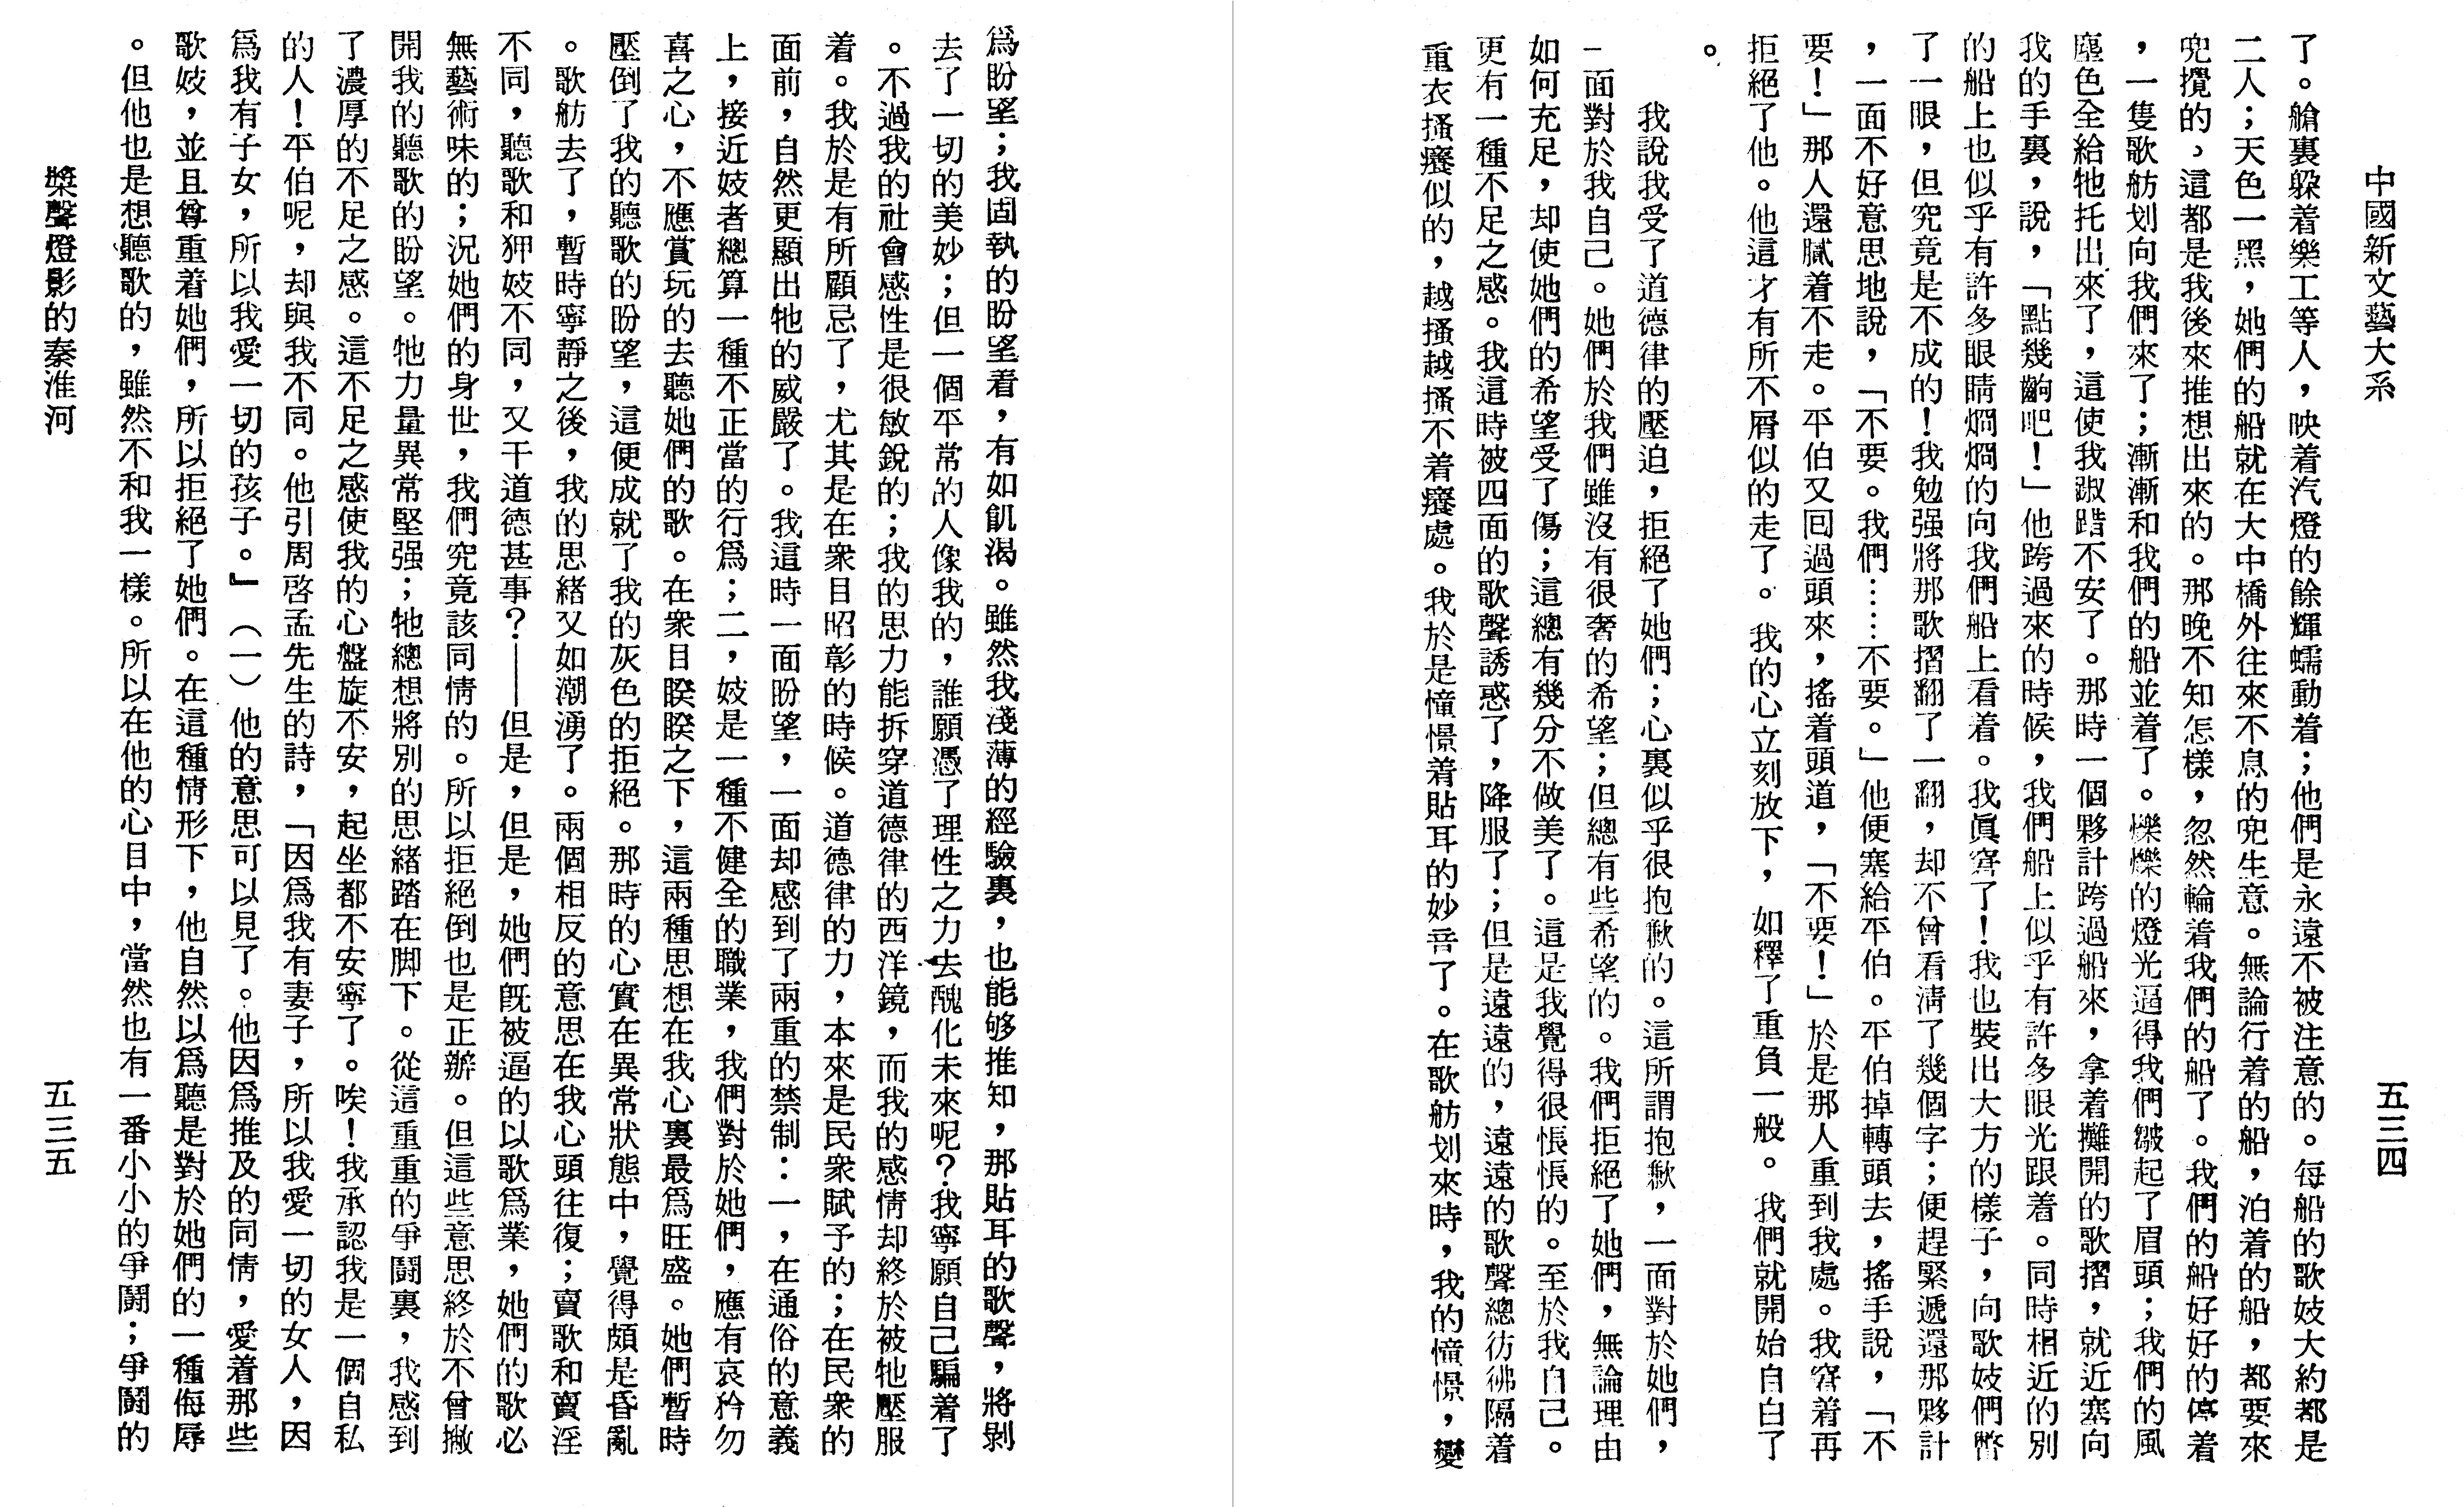 中國新文藝大系
五三四
了。艙裏躲着樂工等人，映着汽燈的餘輝蠕動着；他們是永遠不被注意的。每船的歌妓大約都是
二人；天色一黑，她們的船就在大中橋外往來不息的兜生意。無論行着的船，泊着的船，都要來
兜攬的、這都是我後來推想出來的。那晚不知怎樣，忽然輪着我們的船了。我們的船好好的停着
，一隻歌舫划向我們來了；漸漸和我們的船並着了。爍爍的燈光逼得我們皺起了眉頭；我們的風
塵色全給牠托出來了，這使我踧踖不安了。那時一個夥計跨過船來，拿着攤開的歌摺，就近塞向
我的手裏，說，「點幾齣吧！」他跨過來的時候，我們船上似乎有許多眼光跟着。同時相近的別
的船上也似乎有許多眼睛烱烱的向我們船上看着。我眞窘了！我也裝出大方的樣子，向歌妓們瞥
了一眼，但究竟是不成的！我勉强將那歌摺翻了一翻，却不曾看淸了幾個字；便趕緊遞還那夥計
，一面不好意思地說，「不要。我們……不要。」他便塞給平伯。平伯掉轉頭去，搖手說，「不
要！」那人還膩着不走。平伯又囘過頭來，搖着頭道，「不要！」於是那人重到我處。我窘着再
拒絕了他。他這才有所不屑似的走了。我的心立刻放下，如釋了重負一般。我們就開始自白了
。
我說我受了道德律的壓迫，拒絕了她們；心裏似乎很抱歉的。這所謂抱歉，一面對於她們，
一面對於我自己。她們於我們雖沒有很奢的希望；但總有些希望的。我們拒絕了她們，無論理由
如何充足，却使她們的希望受了傷；這總有幾分不做美了。這是我覺得很悵悵的。至於我自己。
更有一種不足之感。我這時被四面的歌聲誘惑了，降服了；但是遠遠的，遠遠的歌聲總彷彿隔着
重衣搔癢似的，越搔越搔不着癢處。我於是憧憬着貼耳的妙音了。在歌舫划來時，我的憧憬，變
爲盼望；我固執的盼望着，有如飢渴。雖然我淺薄的經驗裏，也能够推知，那貼耳的歌聲，將剝
去了一切的美妙；但一個平常的人像我的，誰願憑了理性之力去醜化未來呢？我寧願自己騙着了
。不過我的社會感性是很敏銳的；我的思力能拆穿道德律的西洋鏡，而我的感情却終於被牠壓服
着。我於是有所顧忌了，尤其是在衆目昭彰的時候。道德律的力，本來是民衆賦予的；在民衆的
面前，自然更顯出牠的威嚴了。我這時一面盼望，一面却感到了兩重的禁制：一，在通俗的意義
上，接近妓者總算一種不正當的行爲；二，妓是一種不健全的職業，我們對於她們，應有哀矜勿
喜之心，不應賞玩的去聽她們的歌。在衆目睽睽之下，這兩種思想在我心裏最爲旺盛。她們暫時
壓倒了我的聽歌的盼望，這便成就了我的灰色的拒絕。那時的心實在異常狀態中，覺得頗是昏亂
。歌舫去了，暫時寧靜之後，我的思緒又如潮湧了。兩個相反的意思在我心頭往復；賣歌和賣淫
不同，聽歌和狎妓不同，又干道德甚事？——但是，但是，她們旣被逼的以歌爲業，她們的歌必
無藝術味的；況她們的身世，我們究竟該同情的。所以拒絕倒也是正辦。但這些意思終於不曾撇
開我的聽歌的盼望。牠力量異常堅强；牠總想將別的思緒踏在脚下。從這重重的爭鬪裏，我感到
了濃厚的不足之感。這不足之感使我的心盤旋不安，起坐都不安寧了。唉！我承認我是一個自私
的人！平伯呢，却與我不同。他引周啓孟先生的詩，「因爲我有妻子，所以我愛一切的女人，因
爲我有子女，所以我愛一切的孩子。』（一）他的意思可以見了。他因爲推及的同情，愛着那些
歌妓，並且尊重着她們，所以拒絕了她們。在這種情形下，他自然以爲聽是對於她們的一種侮辱
。但他也是想聽歌的，雖然不和我一樣。所以在他的心目中，當然也有一番小小的爭鬪；爭鬪的
槳聲燈影的秦淮河
五三五